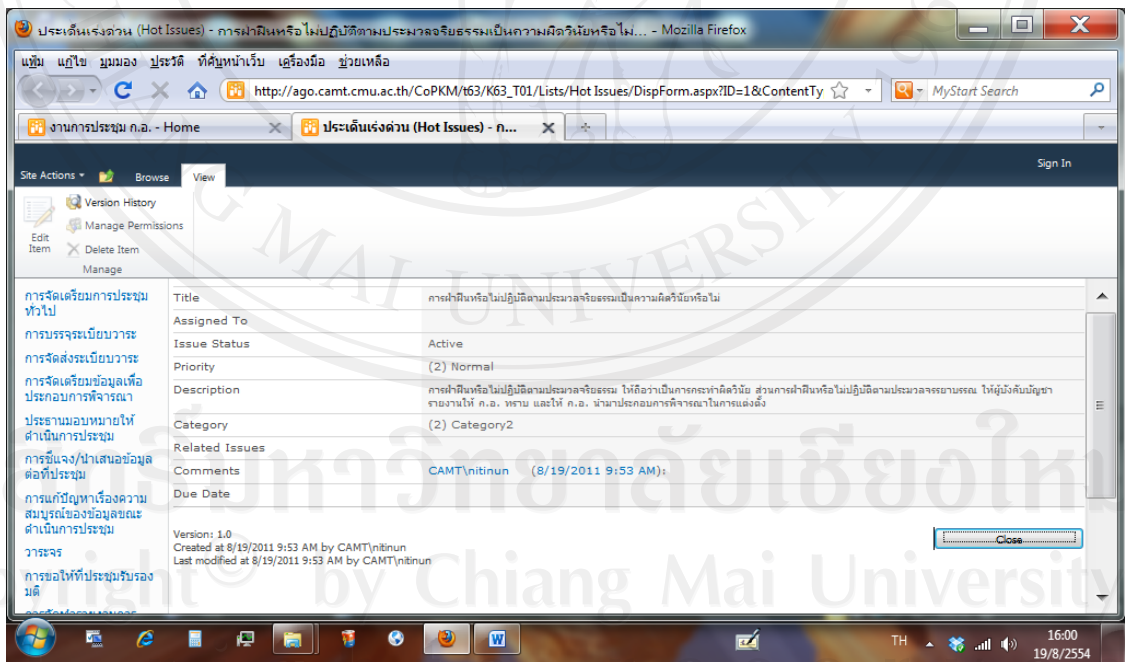 ประเด็นเร่งด่วน (Hot Issues) - การฝ่าฝืนหรือไม่ปฏิบัติตามประมวลจริยธรรมเป็นความผิดวินัยหรือไม่... - Mozilla Firefox
แฟ้ม แก้ไข มุมมอง ประวัติ ที่คั่นหน้าเว็บ เครื่องมือ ช่วยเหลือ
http://ago.camt.cmu.ac.th/CoPKM/t63/K63_T01/Lists/Hot Issues/DispForm.aspx?ID=1&ContentTy
MyStart Search
งานการประชุม ก.อ. - Home
ประเด็นเร่งด่วน (Hot Issues) - ก...
Sign In
Site Actions Browse View
Version History
Manage Permissions
Edit Item
Delete Item
Manage
การจัดเตรียมการประชุม
ทั่วไป
การบรรจุระเบียบวาระ
การจัดส่งระเบียบวาระ
การจัดเตรียมข้อมูลเพื่อ
ประกอบการพิจารณา
ประธานมอบหมายให้
ดำเนินการประชุม
การชี้แจง/นำเสนอข้อมูล
ต่อที่ประชุม
การแก้ปัญหาเรื่องความ
สมบูรณ์ของข้อมูลขณะ
ดำเนินการประชุม
วาระจร
การขอให้ที่ประชุมรับรอง
มติ
Title การฝ่าฝืนหรือไม่ปฏิบัติตามประมวลจริยธรรมเป็นความผิดวินัยหรือไม่
Assigned To
Issue Status Active
Priority (2) Normal
Description การฝ่าฝืนหรือไม่ปฏิบัติตามประมวลจริยธรรม ให้ถือว่าเป็นการกระทำผิดวินัย ส่วนการฝ่าฝืนหรือไม่ปฏิบัติตามประมวลจรรยาบรรณ ให้ผู้บังคับบัญชา
รายงานให้ ก.อ. ทราบ และให้ ก.อ. นำมาประกอบการพิจารณาในการแต่งตั้ง
Category (2) Category2
Related Issues
Comments CAMT\nitinun (8/19/2011 9:53 AM):
Due Date
Version: 1.0
Created at 8/19/2011 9:53 AM by CAMT\nitinun
Last modified at 8/19/2011 9:53 AM by CAMT\nitinun
Close
TH
16:00
19/8/2554
by Chiang Mai University